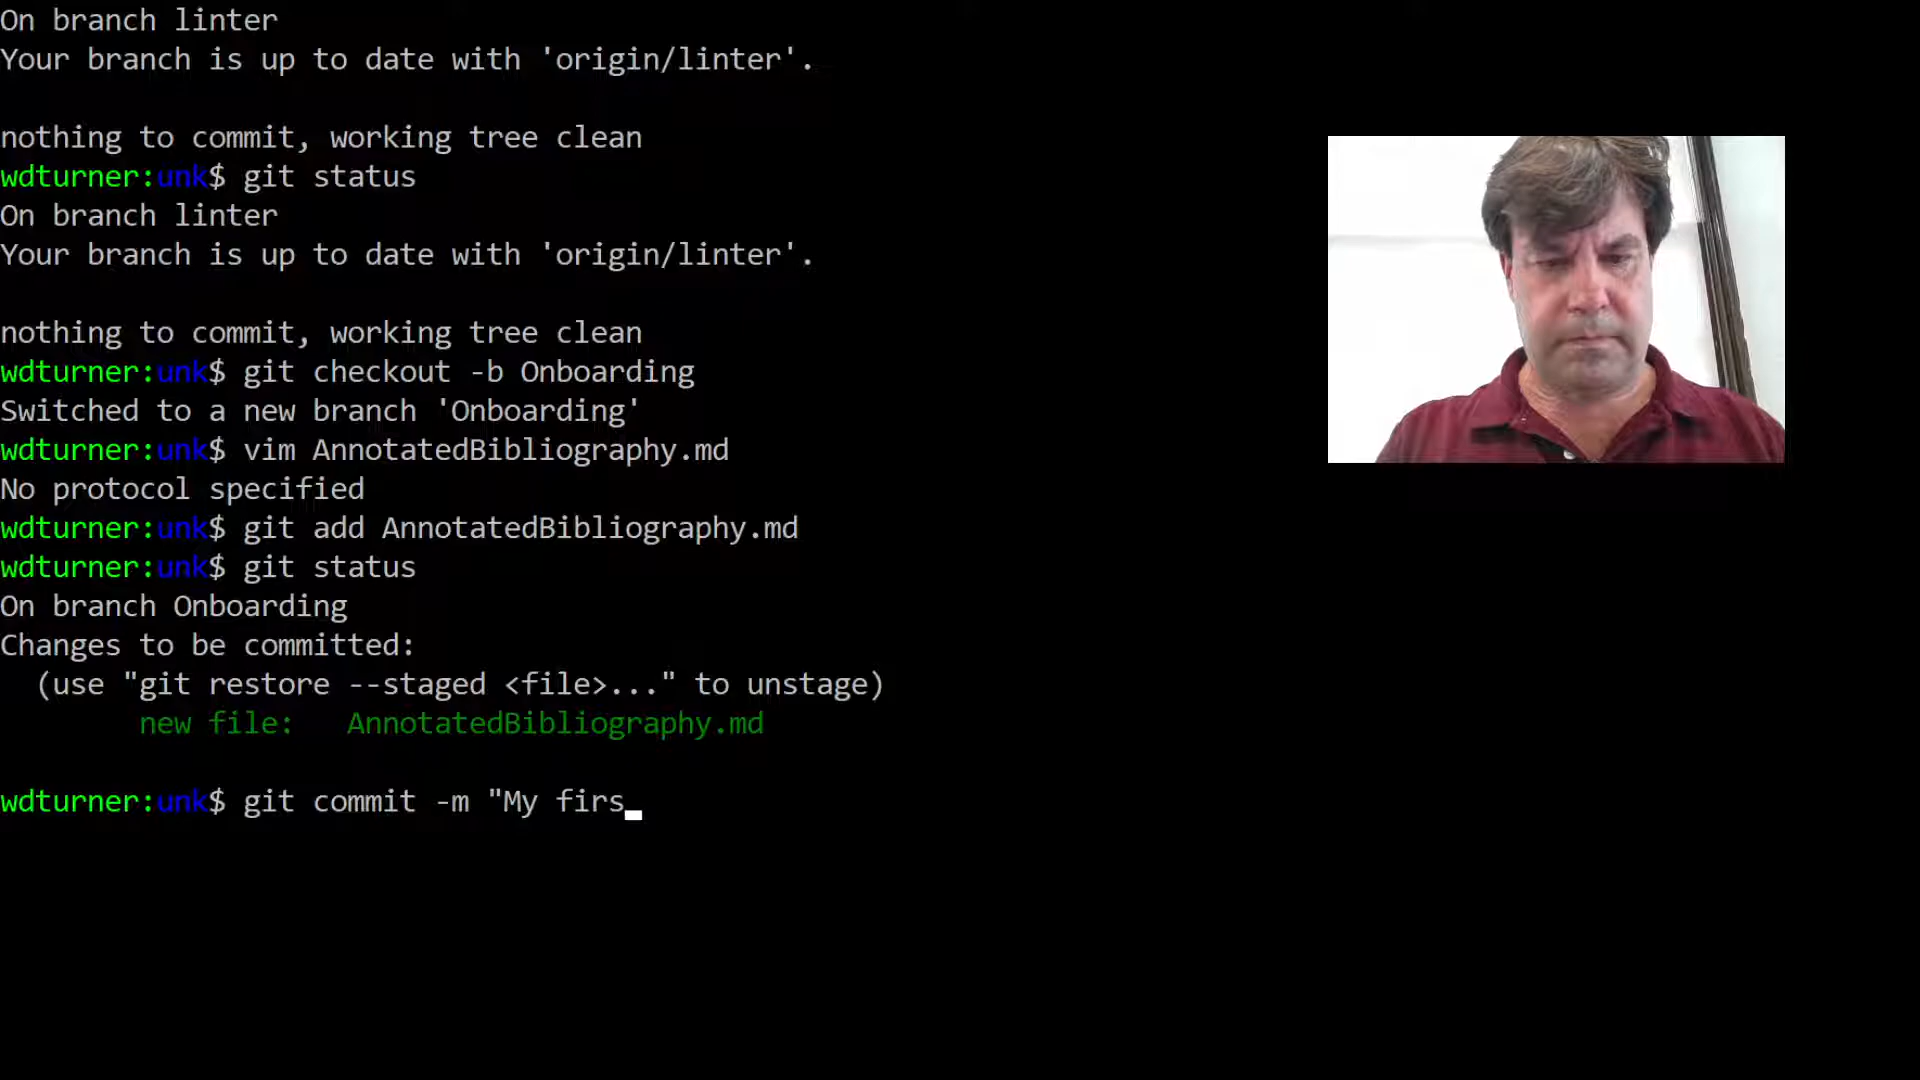 On branch linter
Your branch is up to date with 'origin/linter'.
nothing to commit, working tree clean
wdturner:unk$ git status
On branch linter
Your branch is up to date with 'origin/linter'.
nothing to commit, working tree clean
wdturner:unk$ git checkout -b Onboarding
Switched to a new branch 'Onboarding'
wdturner:unk$ vim AnnotatedBibliography.md
No protocol specified
wdturner:unk$ git add AnnotatedBibliography.md
wdturner:unk$ git status
On branch Onboarding
Changes to be committed:
  (use "git restore --staged <file>..." to unstage)
        new file:   AnnotatedBibliography.md
wdturner:unk$ git commit -m "My firs